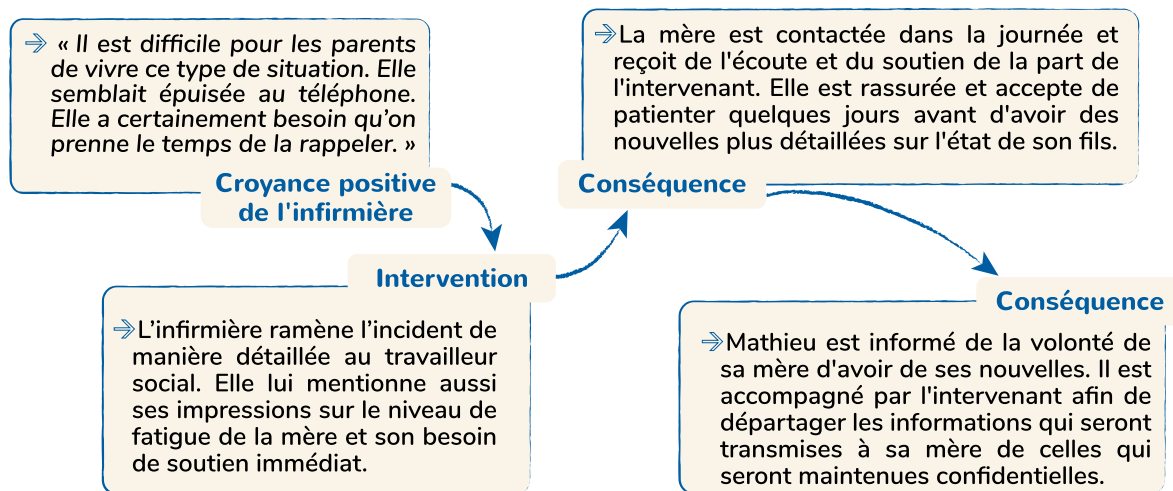 « Il est difficile pour les parents
de vivre ce type de situation. Elle
semblait épuisée au téléphone.
Elle a certainement besoin qu'on
prenne le temps de la rappeler. »
Croyance positive
de l'infirmière
Intervention
L'infirmière ramène l'incident de
manière détaillée au travailleur
social. Elle lui mentionne aussi
ses impressions sur le niveau de
fatigue de la mère et son besoin
de soutien immédiat.
La mère est contactée dans la journée et
reçoit de l'écoute et du soutien de la part de
l'intervenant. Elle est rassurée et accepte de
patienter quelques jours avant d'avoir des
nouvelles plus détaillées sur l'état de son fils.
Conséquence
Conséquence
Mathieu est informé de la volonté de
sa mère d'avoir de ses nouvelles. Il est
accompagné par l'intervenant afin de
départager les informations qui seront
transmises à sa mère de celles qui
seront maintenues confidentielles.